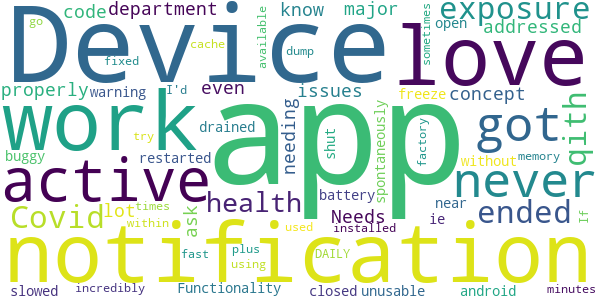 go code department know major open sometimes exposure
Device love
cache available addressed
fixed dump
properly warning I'd even issues freeze concept
work app got qith
try drained needing shut spontaneously factory
buggy restarted without memory
active never
health battery near
Covid lot times ask Needs ie ended If
within installed
notification
fast plus used DAILY
using
slowed incredibly Functionality closed unusable android minutes